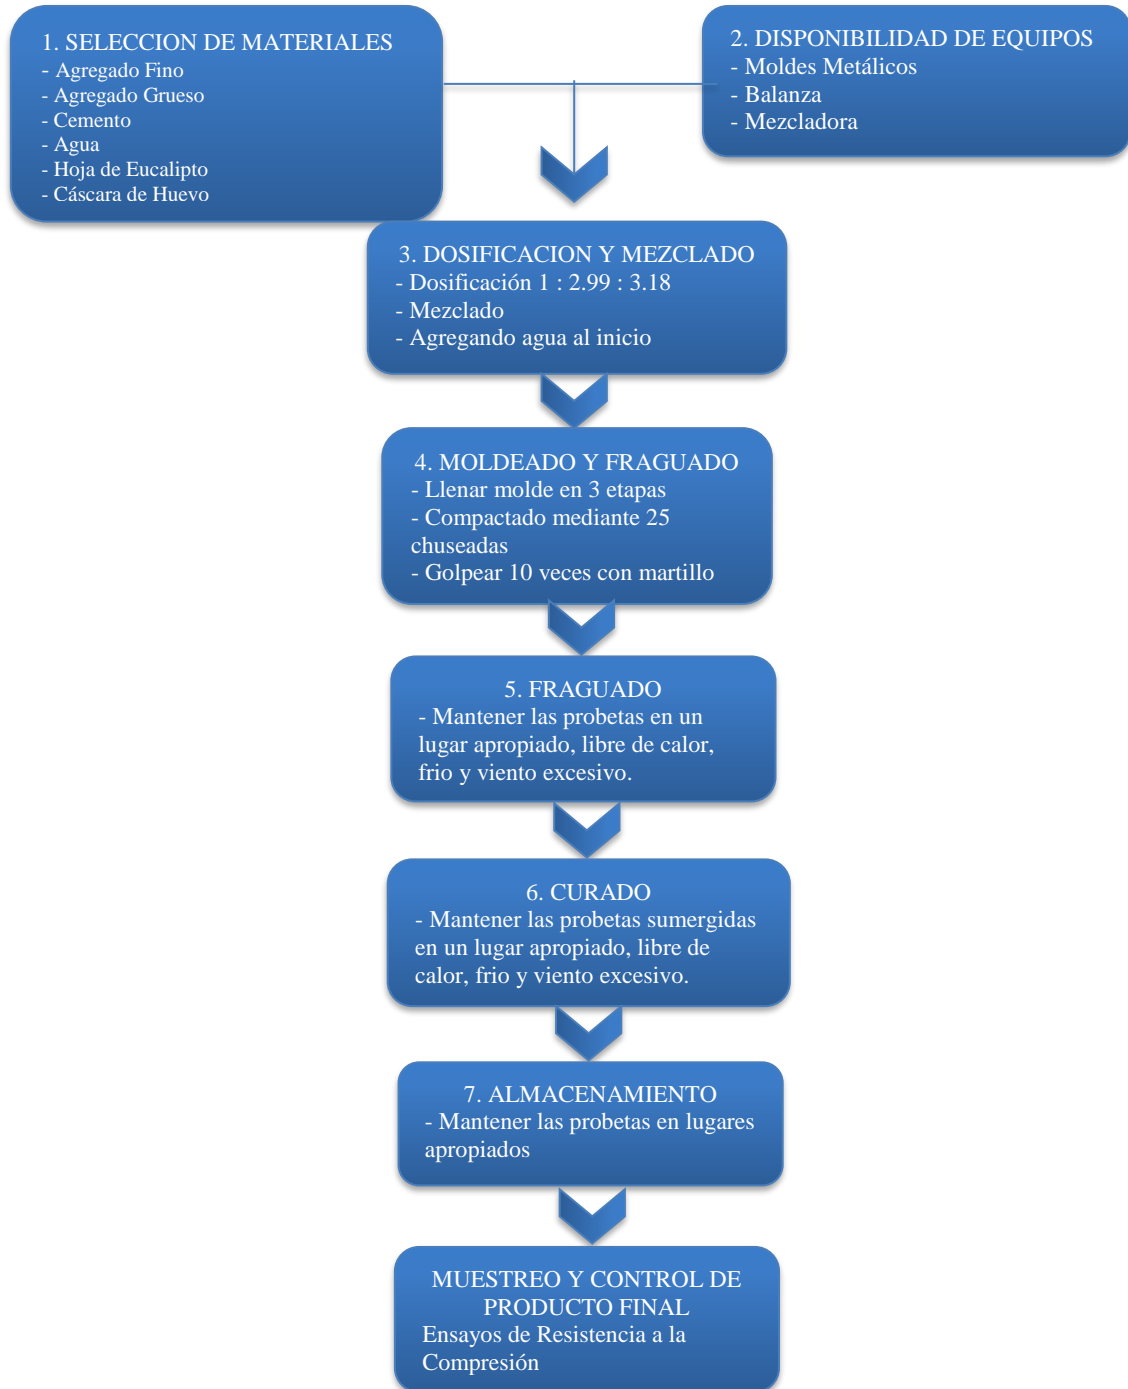 1. SELECCION DE MATERIALES
- Agregado Fino
- Agregado Grueso
- Cemento
- Agua
- Hoja de Eucalipto
- Cáscara de Huevo
2. DISPONIBILIDAD DE EQUIPOS
- Moldes Metálicos
- Balanza
- Mezcladora
3. DOSIFICACION Y MEZCLADO
- Dosificación 1 : 2.99 : 3.18
- Mezclado
- Agregando agua al inicio
4. MOLDEADO Y FRAGUADO
- Llenar molde en 3 etapas
- Compactado mediante 25
chuseadas
- Golpear 10 veces con martillo
5. FRAGUADO
- Mantener las probetas en un
lugar apropiado, libre de calor,
frio y viento excesivo.
6. CURADO
- Mantener las probetas sumergidas
en un lugar apropiado, libre de
calor, frio y viento excesivo.
7. ALMACENAMIENTO
- Mantener las probetas en lugares
apropiados
MUESTREO Y CONTROL DE
PRODUCTO FINAL
Ensayos de Resistencia a la
Compresión